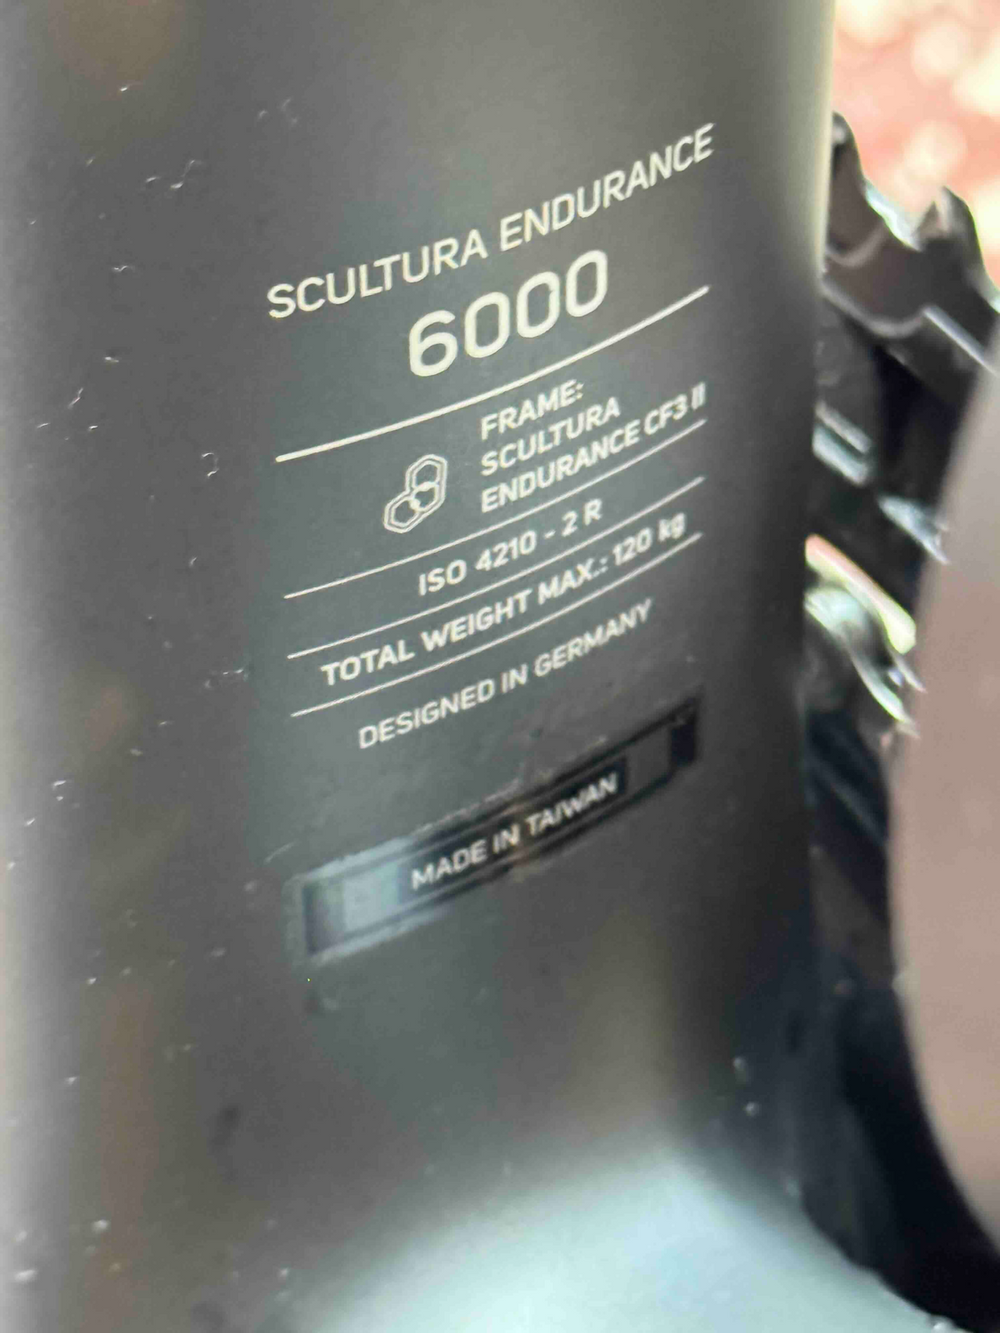 SCULTURA ENDURANCE
6000
FRAME:
SCULTURA
ENDURANCE CF3 II
ISO 4210 - 2 R
TOTAL WEIGHT MAX.: 120 kg
DESIGNED IN GERMANY
MADE IN TAIWAN